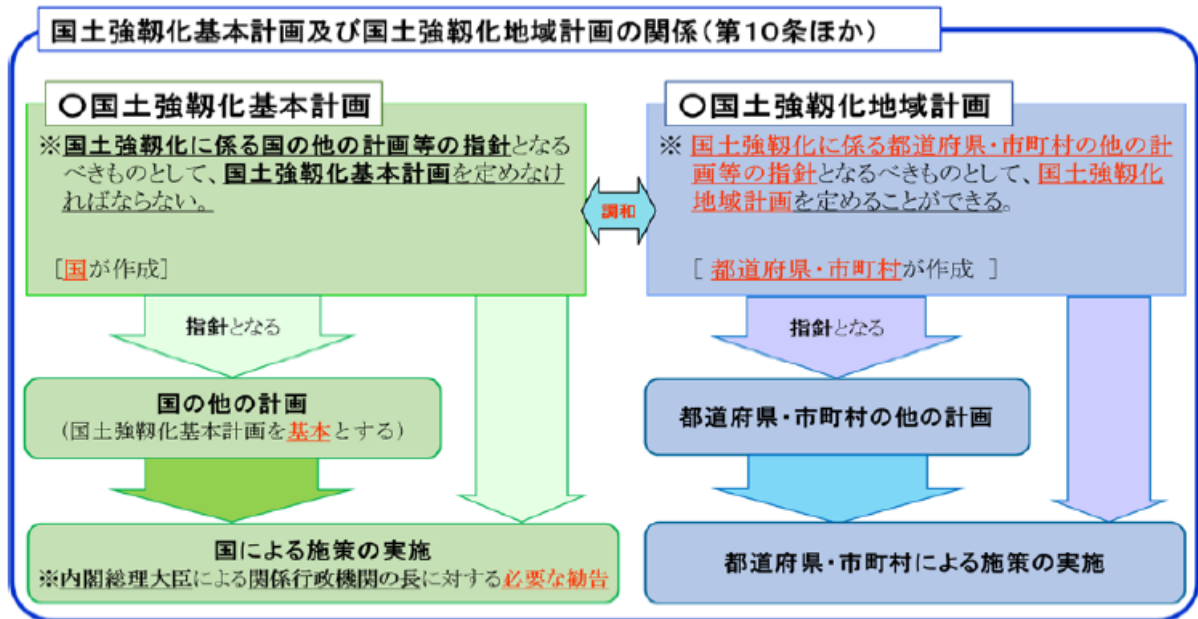 国土強靱化基本計画及び国土強靱化地域計画の関係(第10条ほか)
〇国土強靱化基本計画
※国土強靱化に係る国の他の計画等の指針となる
べきものとして、国土強靱化基本計画を定めなけ
ればならない。
[国が作成]
調和
〇国土強靱化地域計画
※ 国土強靱化に係る都道府県・市町村の他の計
画等の指針となるべきものとして、国土強靱化
地域計画を定めることができる。
[ 都道府県・市町村が作成 ]
指針となる
国の他の計画
(国土強靱化基本計画を基本とする)
国による施策の実施
※内閣総理大臣による関係行政機関の長に対する必要な勧告
指針となる
都道府県・市町村の他の計画
都道府県・市町村による施策の実施